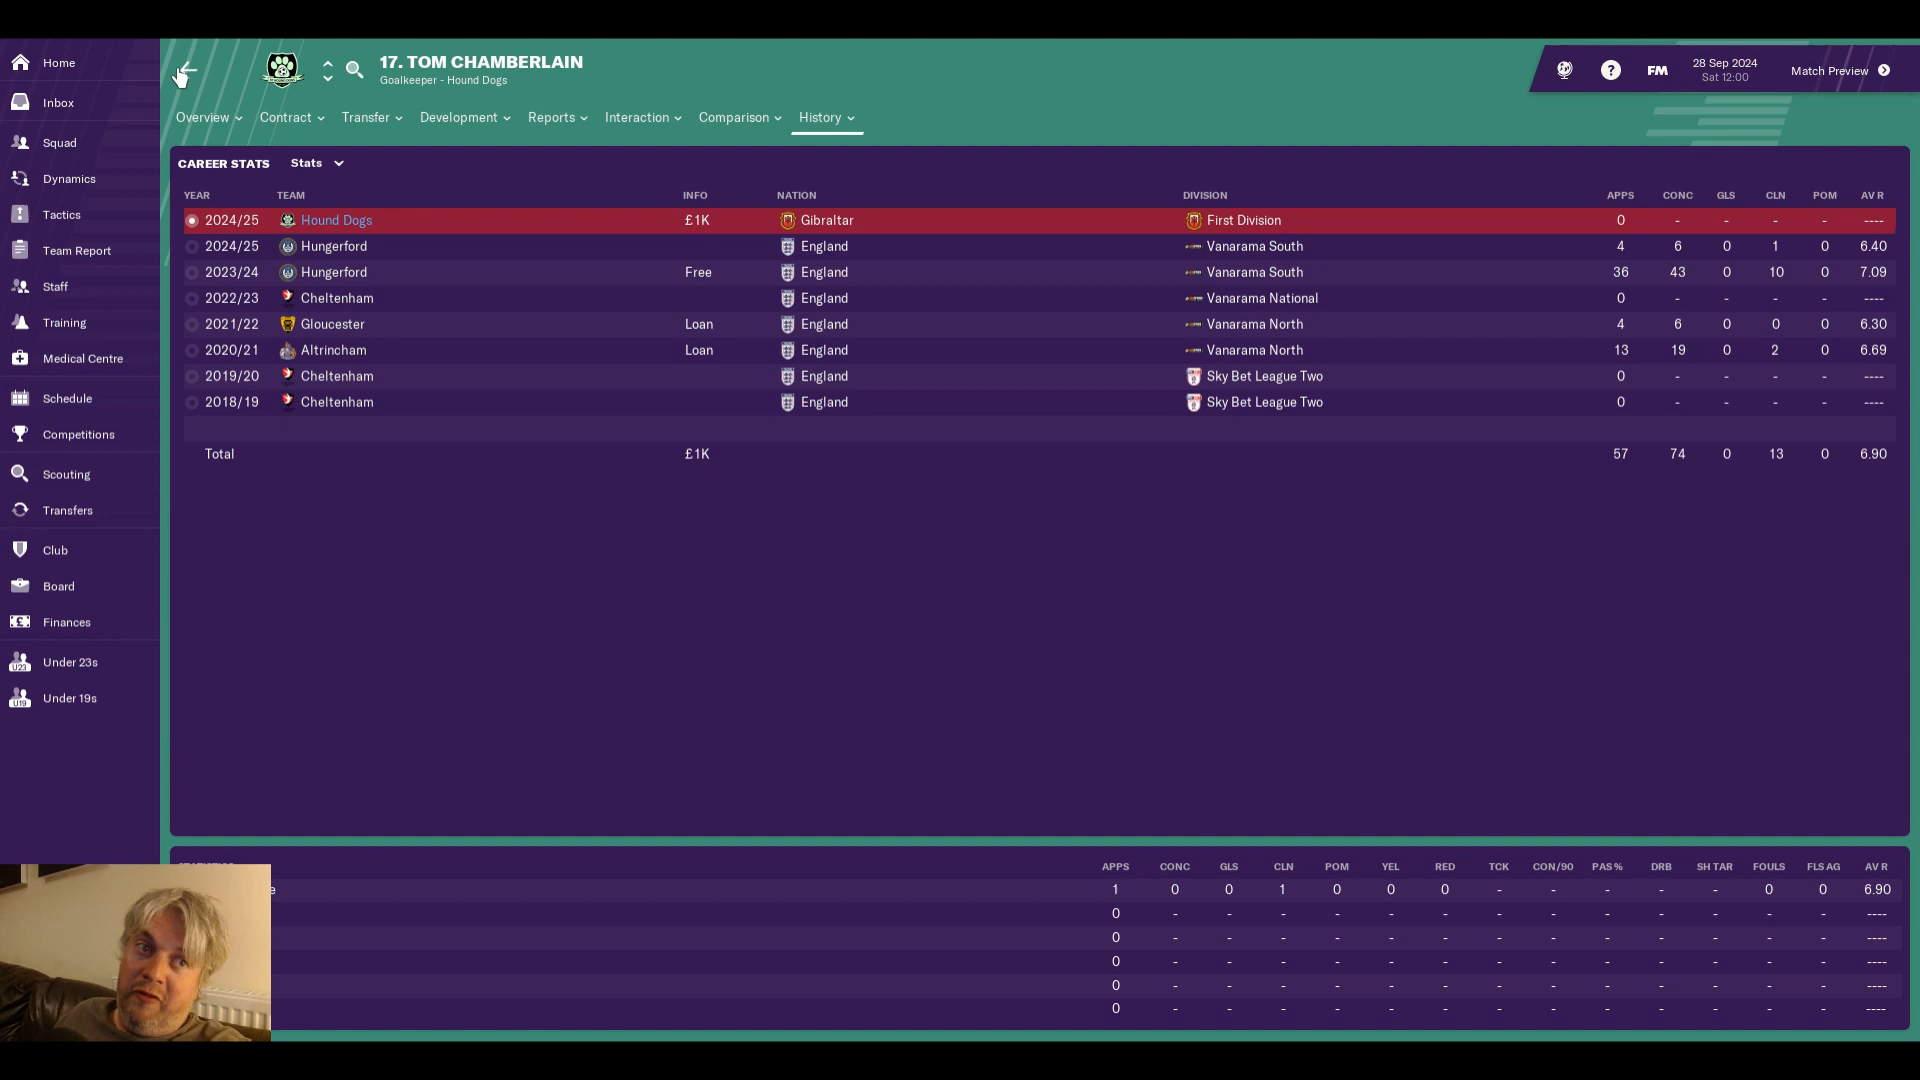 Home
Inbox
Squad
Dynamics
Tactics
Team Report
Staff
Training
Medical Centre
Schedule
Competitions
Scouting
Transfers
Club
Board
Finances
Under 23s
Under 19s
17. TOM CHAMBERLAIN
Goalkeeper - Hound Dogs
? FM 28 Sep 2024 Match Preview
Sat 12:00
Overview Contract Transfer Development Reports Interaction Comparison History
CAREER STATS Stats
YEAR TEAM INFO NATION DIVISION APPS CONC GLS CLN POM AV R
2024/25 Hound Dogs £1K Gibraltar First Division 0 - - - - ----
2024/25 Hungerford England Vanarama South 4 6 0 1 0 6.40
2023/24 Hungerford Free England Vanarama South 36 43 0 10 0 7.09
2022/23 Cheltenham England Vanarama National 0 - - - - ----
2021/22 Gloucester Loan England Vanarama North 4 6 0 0 0 6.30
2020/21 Altrincham Loan England Vanarama North 13 19 0 2 0 6.69
2019/20 Cheltenham England Sky Bet League Two 0 - - - - ----
2018/19 Cheltenham England Sky Bet League Two 0 - - - - ----
Total £1K 57 74 0 13 0 6.90
APPS CONC GLS CLN POM YEL RED TCK CON/90 PAS % DRB SH TAR FOULS FLS AG AV R
1 0 0 1 0 0 0 - - - - - 0 0 6.90
0 - - - - - - - - - - - - - ----
0 - - - - - - - - - - - - - ----
0 - - - - - - - - - - - - - ----
0 - - - - - - - - - - - - - ----
0 - - - - - - - - - - - - - ----